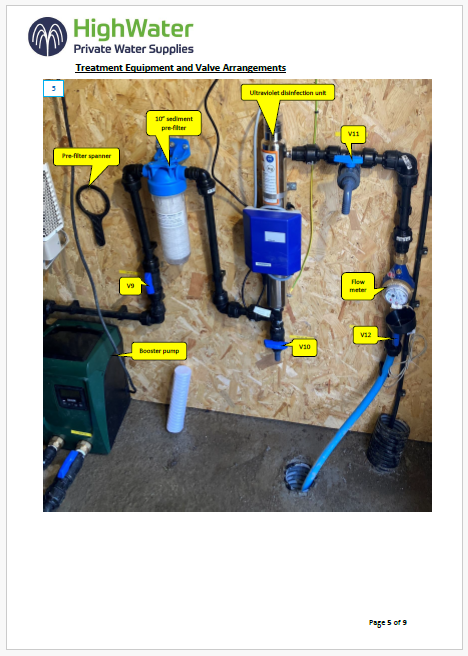 HighWater
Private Water Supplies
Treatment Equipment and Valve Arrangements
5
Ultraviolet disinfection unit
10" sediment
pre-filter
V11
Pre-filter spanner
V9
Flow
meter
V12
V10
Booster pump
Page 5 of 9